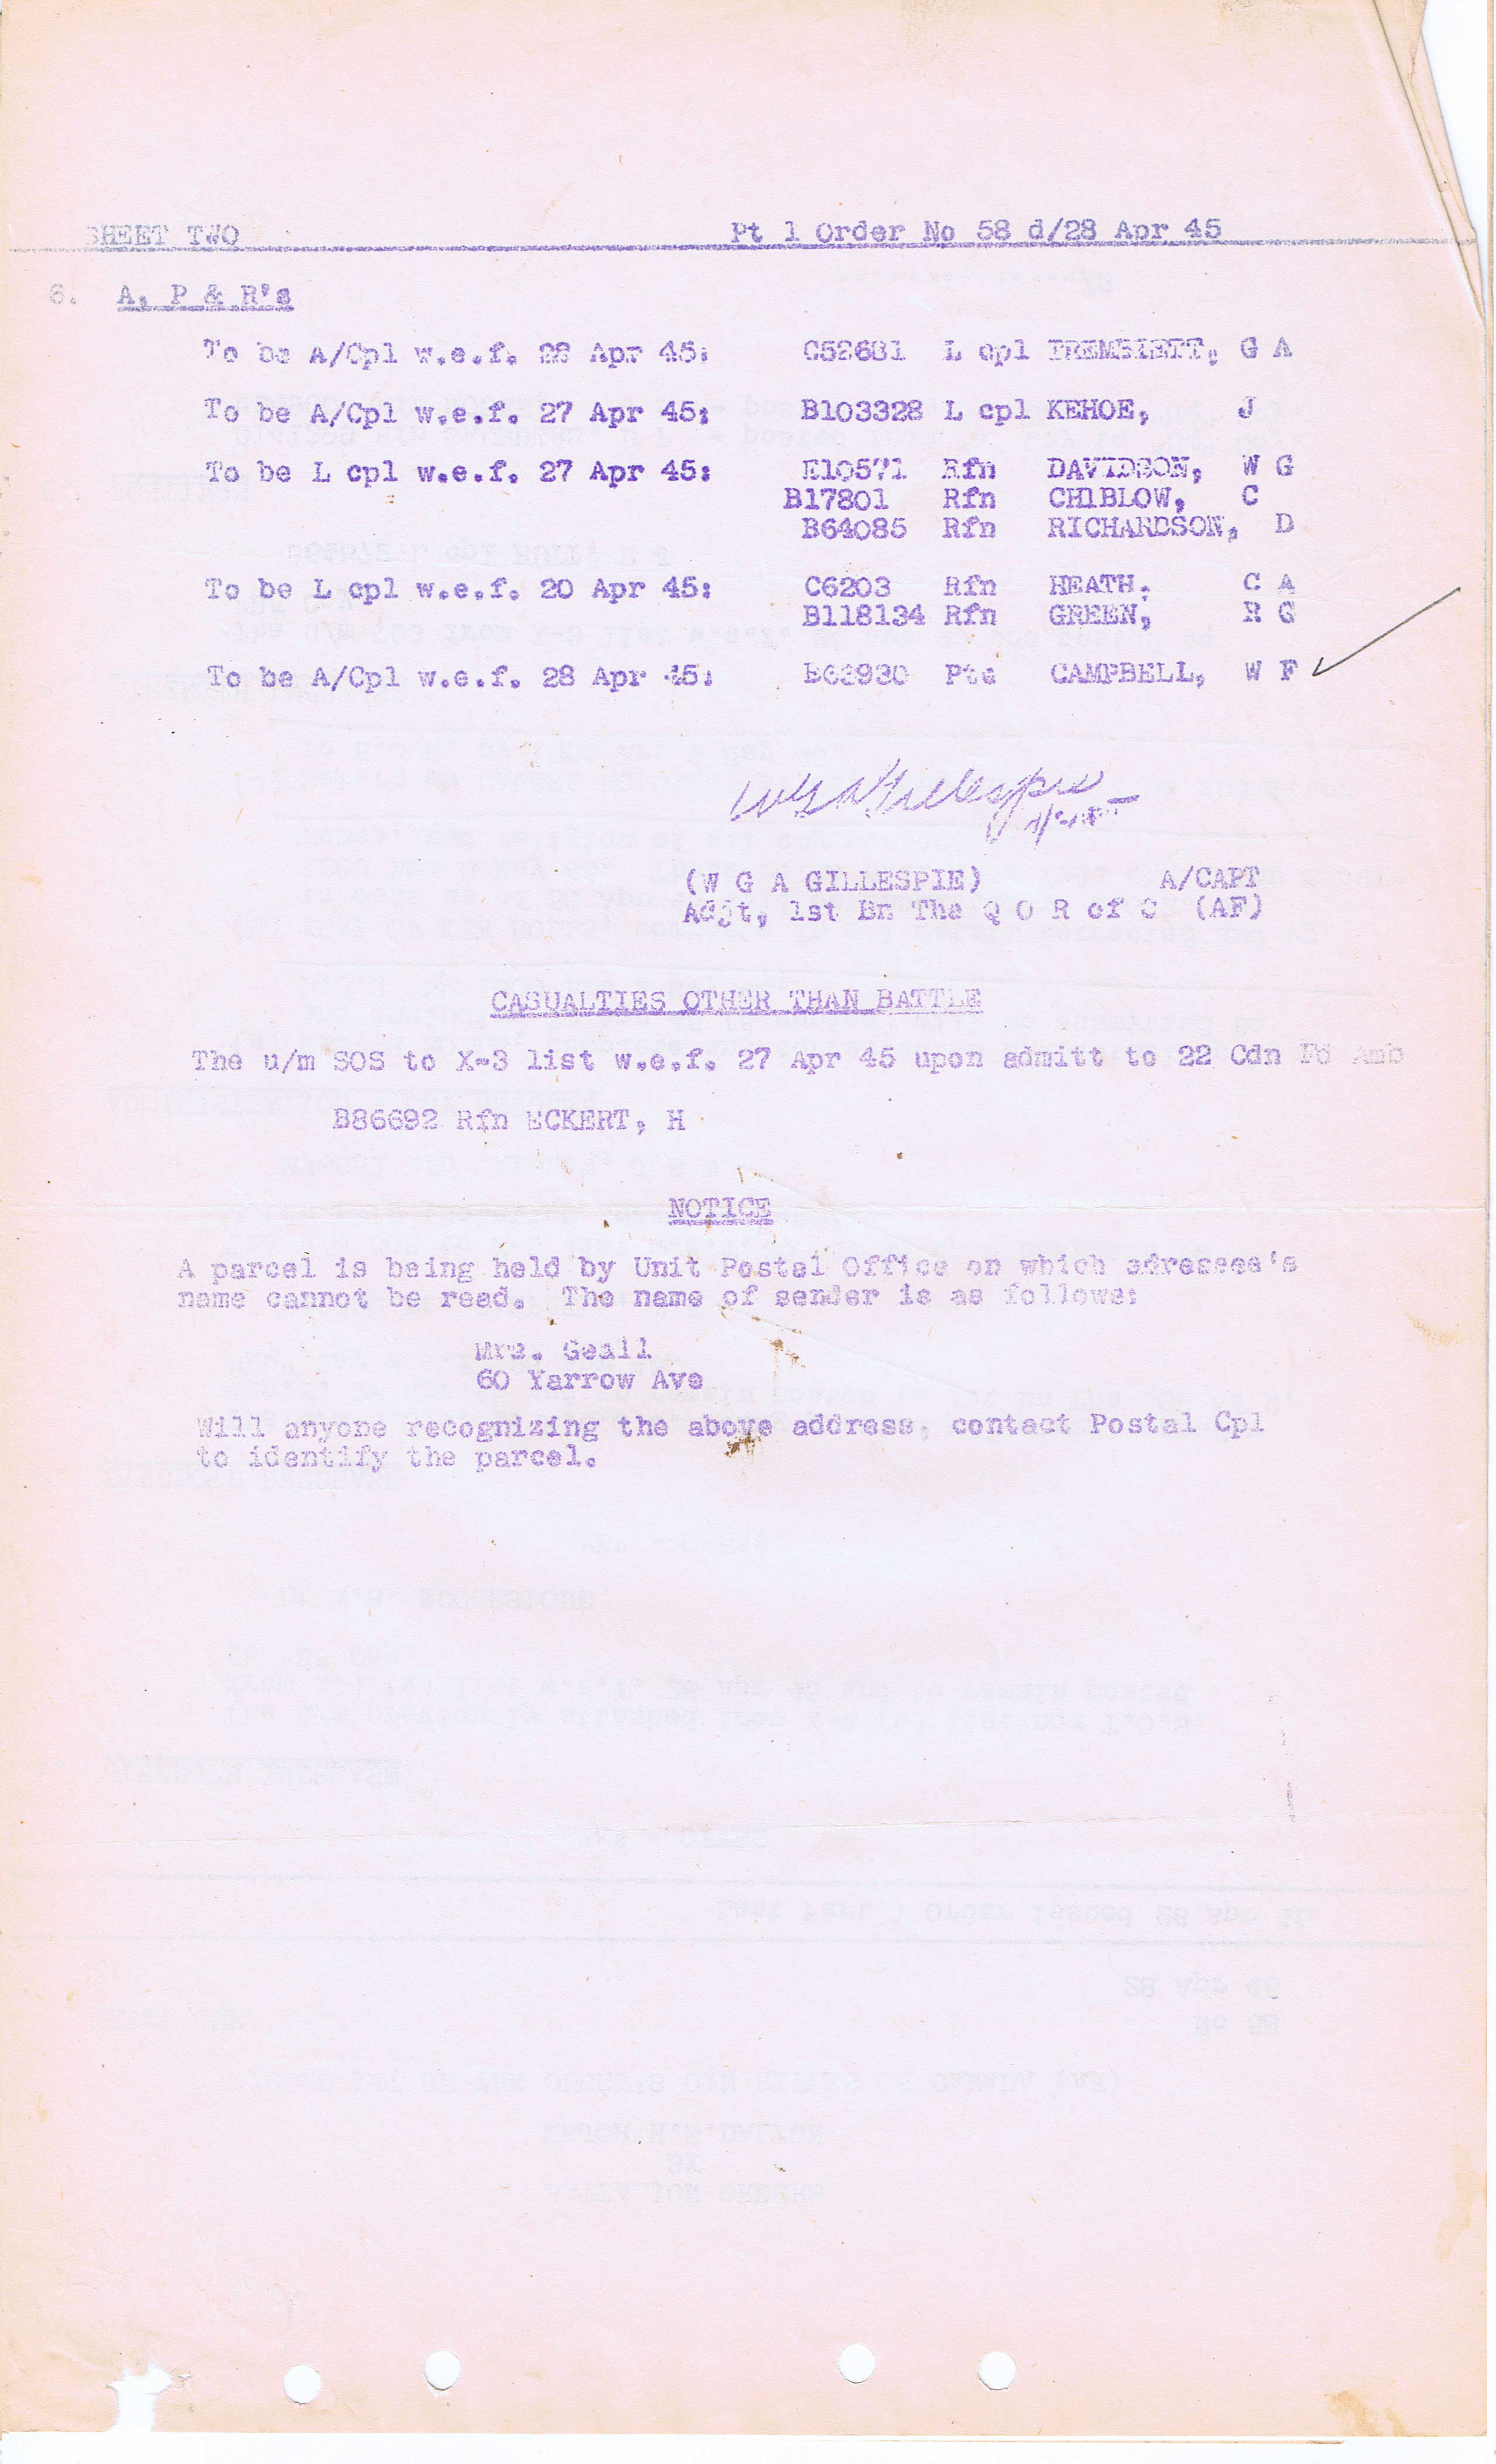 SHEET TWO Pt 1 Order No 58 d/28 Apr 45
6. A, P & R's
To be A/Cpl w.e.f. 28 Apr 45: L cpl G A
To be A/Cpl w.e.f. 27 Apr 45: B103328 L cpl KEHOE, J
To be L cpl w.e.f. 27 Apr 45: E10571 Rfn DAVIDSON, W G
B17801 Rfn CHIBLOW, C
B64085 Rfn RICHARDSON, D
To be L cpl w.e.f. 20 Apr 45: C6203 Rfn HEATH, C A
B118134 Rfn GREEN, R G
To be A/Cpl w.e.f. 28 Apr 45: Pte CAMPBELL, W F
W G A Gillespie
(W G A GILLESPIE) A/CAPT
Adjt, 1st Bn The Q O R of C (AF)
CASUALTIES OTHER THAN BATTLE
The u/m SOS to X-3 list w.e.f. 27 Apr 45 upon admitt to 22 Cdn Fd Amb
B86692 Rfn ECKERT, H
NOTICE
A parcel is being held by Unit Postal Office on which adressee's
name cannot be read. The name of sender is as follows:
Mrs. Geall
60 Yarrow Ave
Will anyone recognizing the above address, contact Postal Cpl
to identify the parcel.